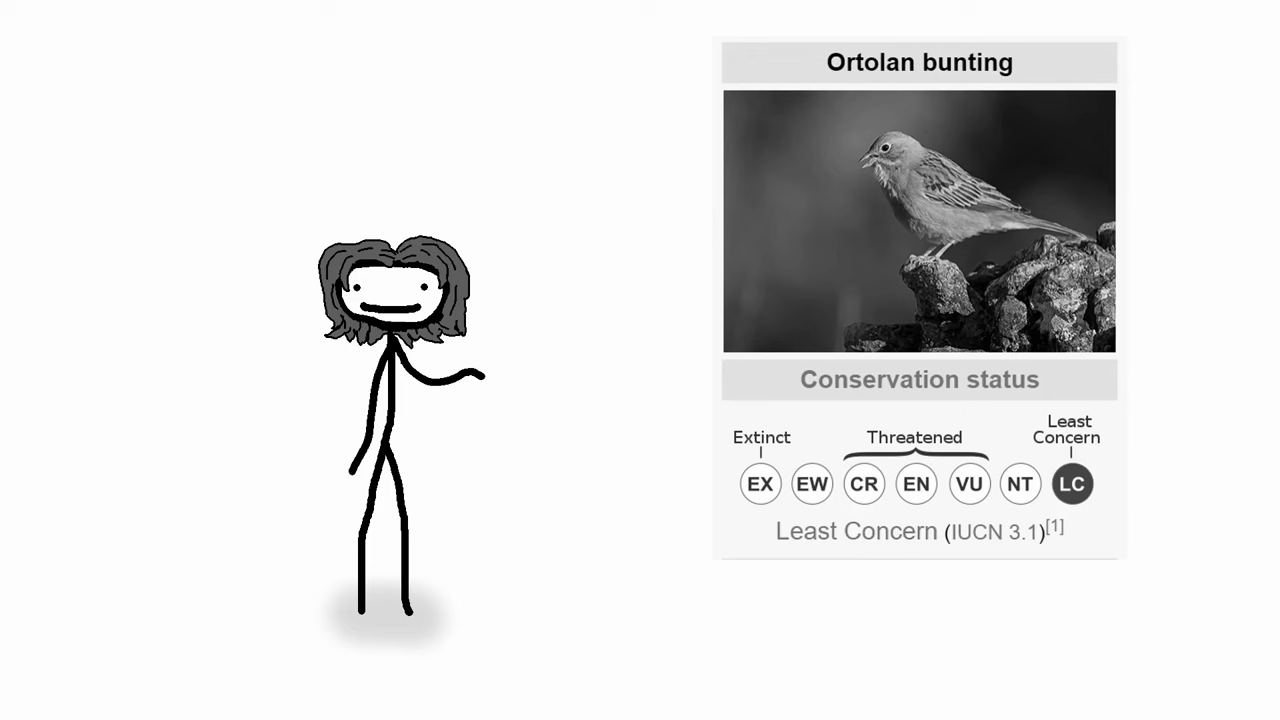 Ortolan bunting
Conservation status
Least
Extinct Threatened Concern
EX EW CR EN VU NT LC
Least Concern (IUCN 3.1)[1]